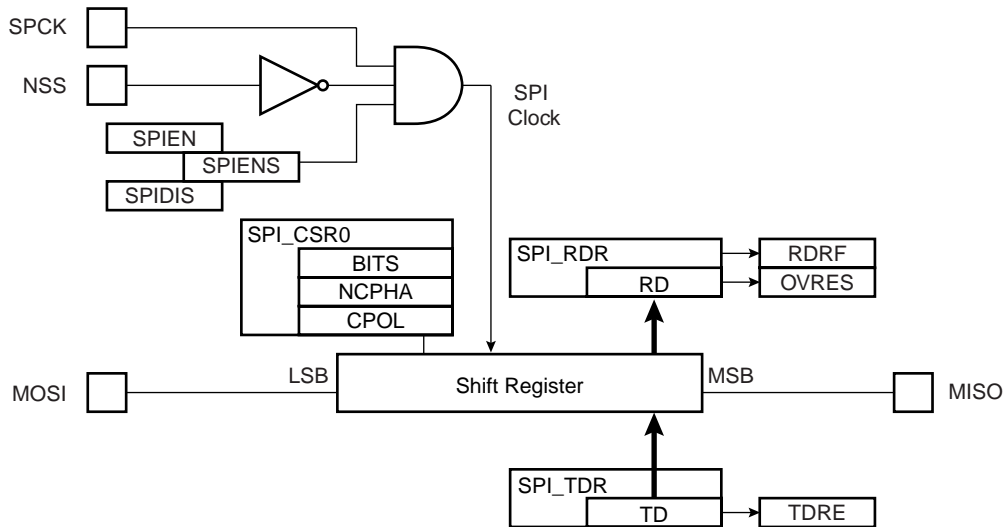 SPCK
NSS
SPI
Clock
SPIEN
SPIENS
SPIDIS
SPI_CSR0
BITS
NCPHA
CPOL
SPI_RDR
RD
RDRF
OVRES
MOSI
LSB
Shift Register
MSB
MISO
SPI_TDR
TD
TDRE